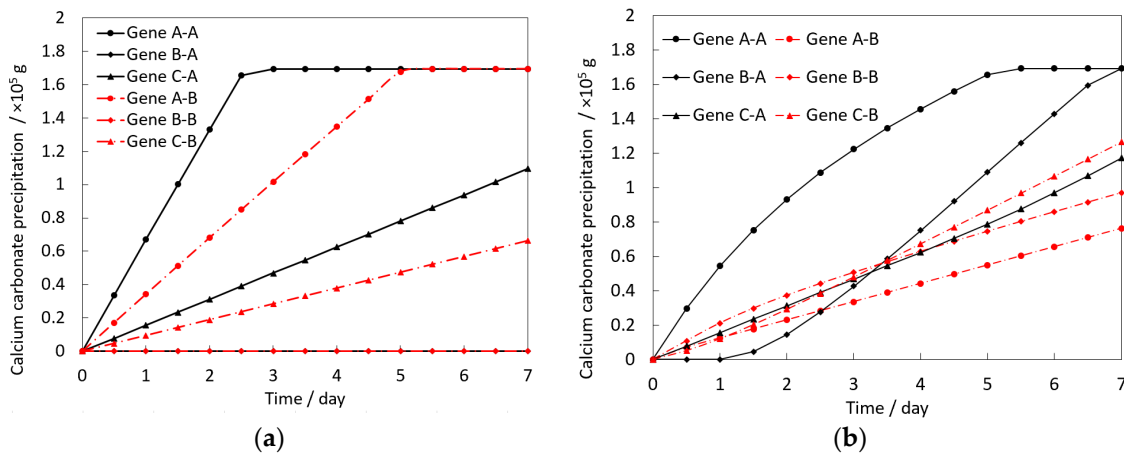 Calcium carbonate precipitation / ×10⁵ g
2
1.8
1.6
1.4
1.2
1
0.8
0.6
0.4
0.2
0
Gene A-A
Gene B-A
Gene C-A
Gene A-B
Gene B-B
Gene C-B
0 1 2 3 4 5 6 7
Time / day
(a)
Calcium carbonate precipitation / ×10⁵ g
2
1.8
1.6
1.4
1.2
1
0.8
0.6
0.4
0.2
0
Gene A-A Gene A-B
Gene B-A Gene B-B
Gene C-A Gene C-B
0 1 2 3 4 5 6 7
Time / day
(b)